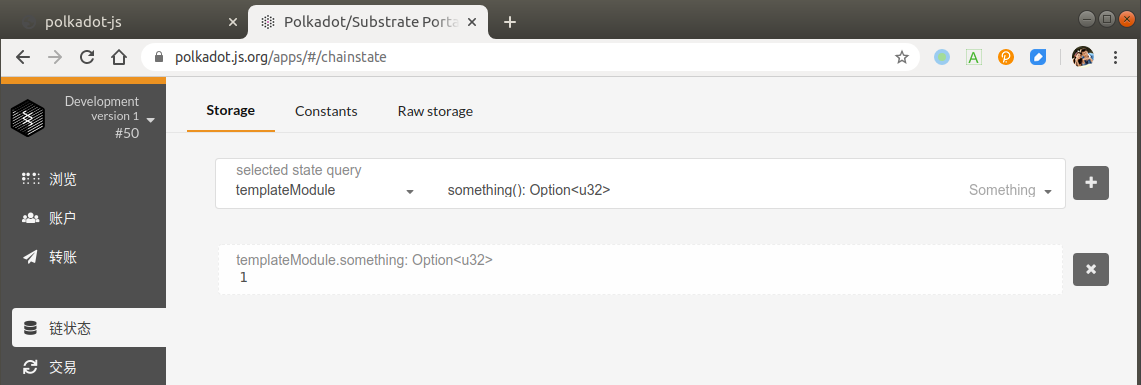 polkadot-js
Polkadot/Substrate Porta
polkadot.js.org/apps/#/chainstate
Development
version 1
#50
浏览
账户
转账
链状态
交易
Storage
Constants
Raw storage
selected state query
templateModule
something(): Option<u32>
Something
templateModule.something: Option<u32>
1